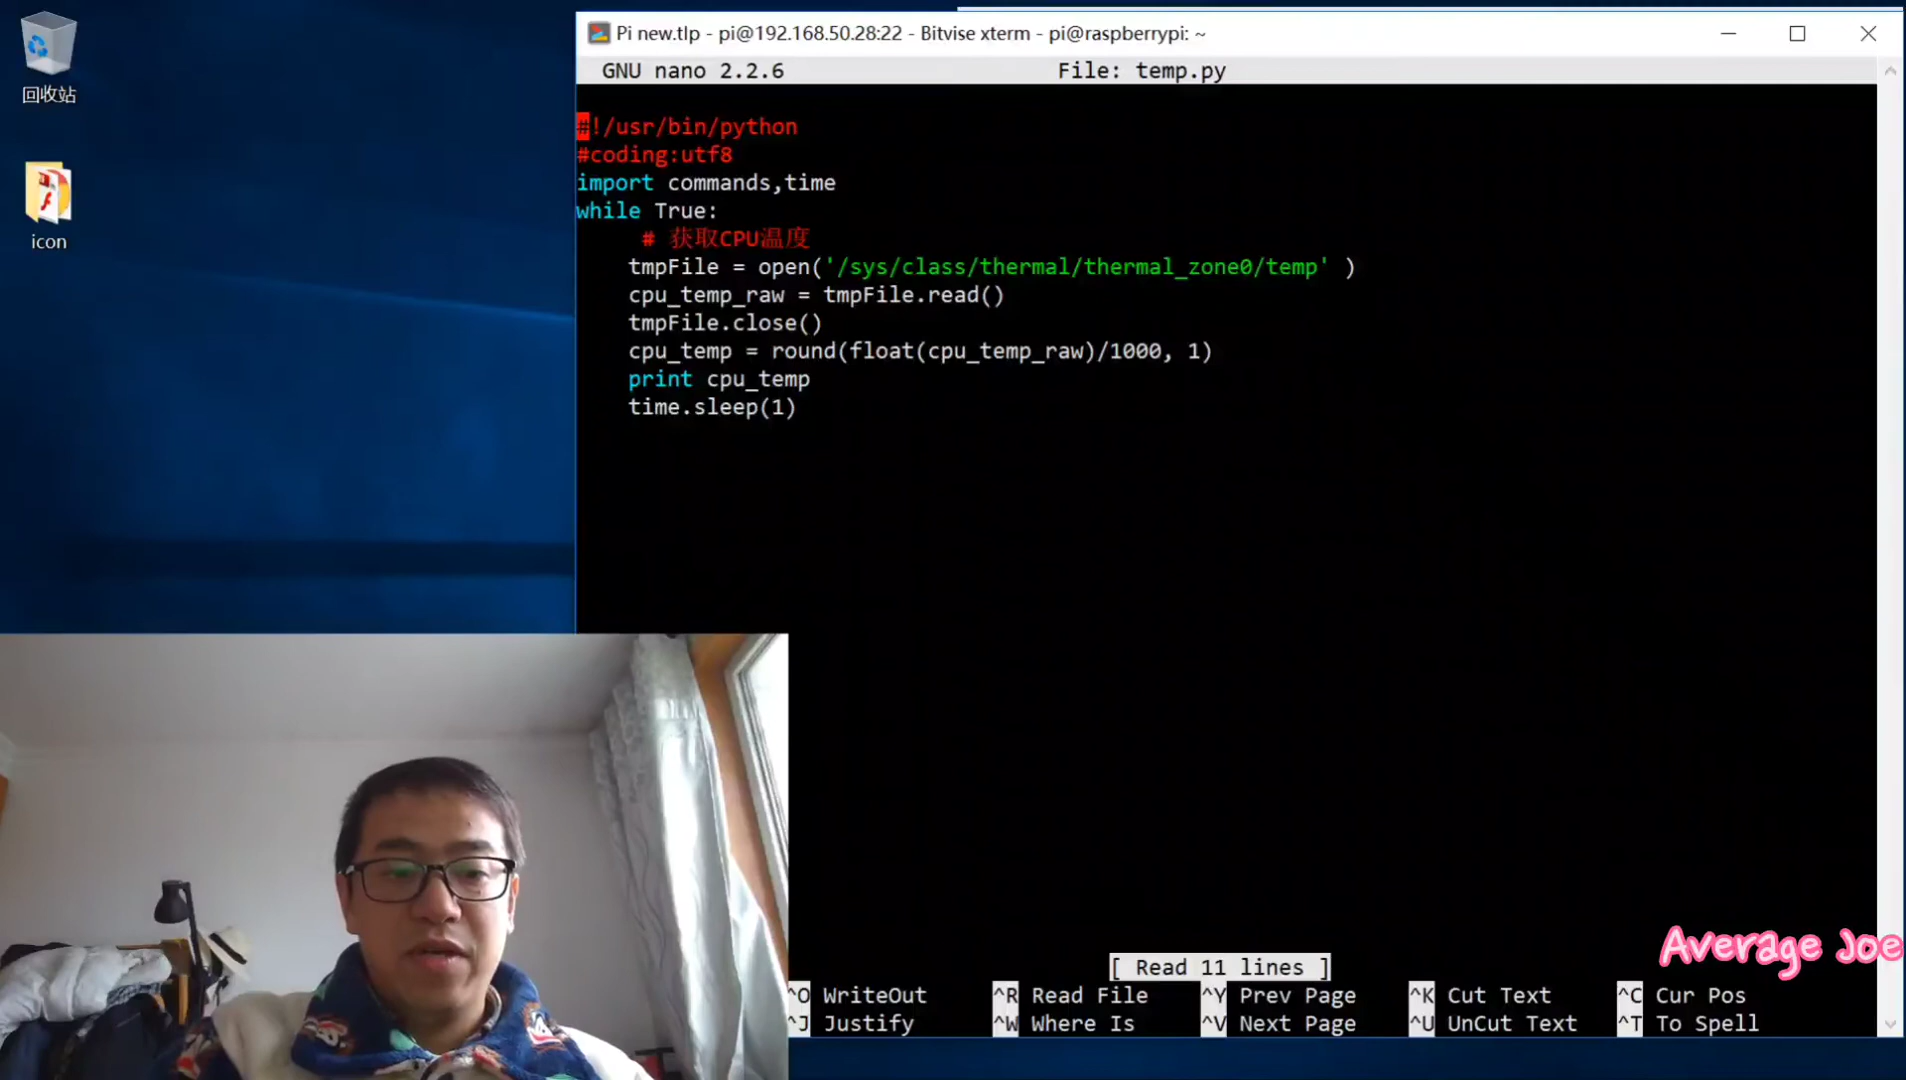 回收站
icon
Pi new.tlp - pi@192.168.50.28:22 - Bitvise xterm - pi@raspberrypi: ~
GNU nano 2.2.6 File: temp.py
#!/usr/bin/python
#coding:utf8
import commands,time
while True:
# 获取CPU温度
tmpFile = open('/sys/class/thermal/thermal_zone0/temp' )
cpu_temp_raw = tmpFile.read()
tmpFile.close()
cpu_temp = round(float(cpu_temp_raw)/1000, 1)
print cpu_temp
time.sleep(1)
Average Joe
[ Read 11 lines ]
^O WriteOut ^R Read File ^Y Prev Page ^K Cut Text ^C Cur Pos
^J Justify ^W Where Is ^V Next Page ^U UnCut Text ^T To Spell